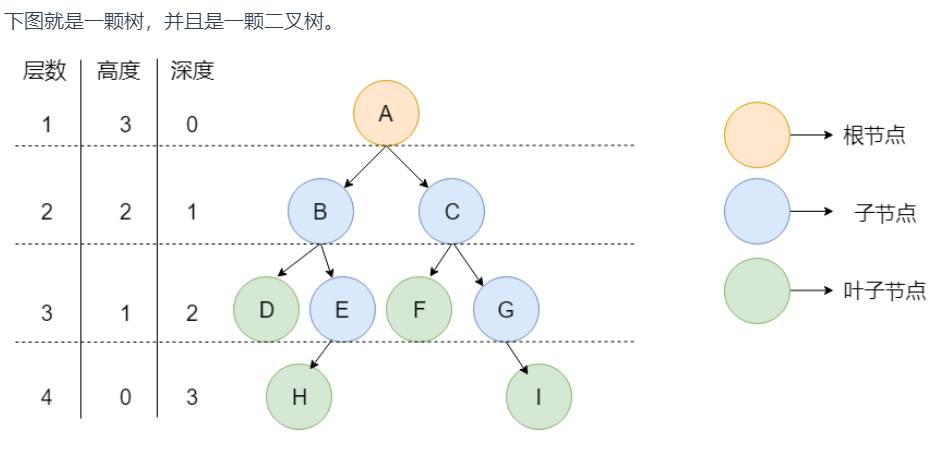 下图就是一颗树，并且是一颗二叉树。
层数 高度 深度
1 3 0 A 根节点
2 2 1 B C 子节点
3 1 2 D E F G 叶子节点
4 0 3 H I